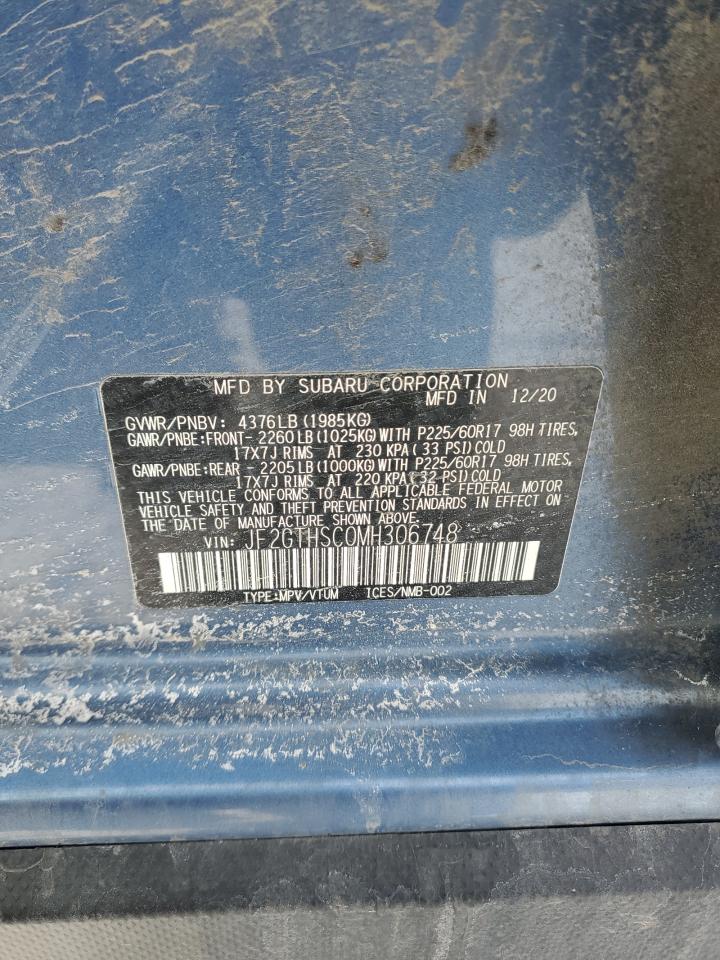 MFD BY SUBARU CORPORATION
MFD IN 12/20
GVWR/PNBV: 4376LB (1985KG)
GAWR/PNBE:FRONT- 2260LB (1025KG) WITH P225/60R17 98H TIRES,
17X7J RIMS AT 230 KPA ( 33 PSI) COLD
GAWR/PNBE:REAR - 2205LB (1000KG) WITH P225/60R17 98H TIRES,
17X7J RIMS AT 220 KPA (32 PSI) COLD
THIS VEHICLE CONFORMS TO ALL APPLICABLE FEDERAL MOTOR
VEHICLE SAFETY AND THEFT PREVENTION STANDARDS IN EFFECT ON
THE DATE OF MANUFACTURE SHOWN ABOVE.
VIN: JF2GTHSC0MH306748
TYPE:MPV/VTUM ICES/NMB-002